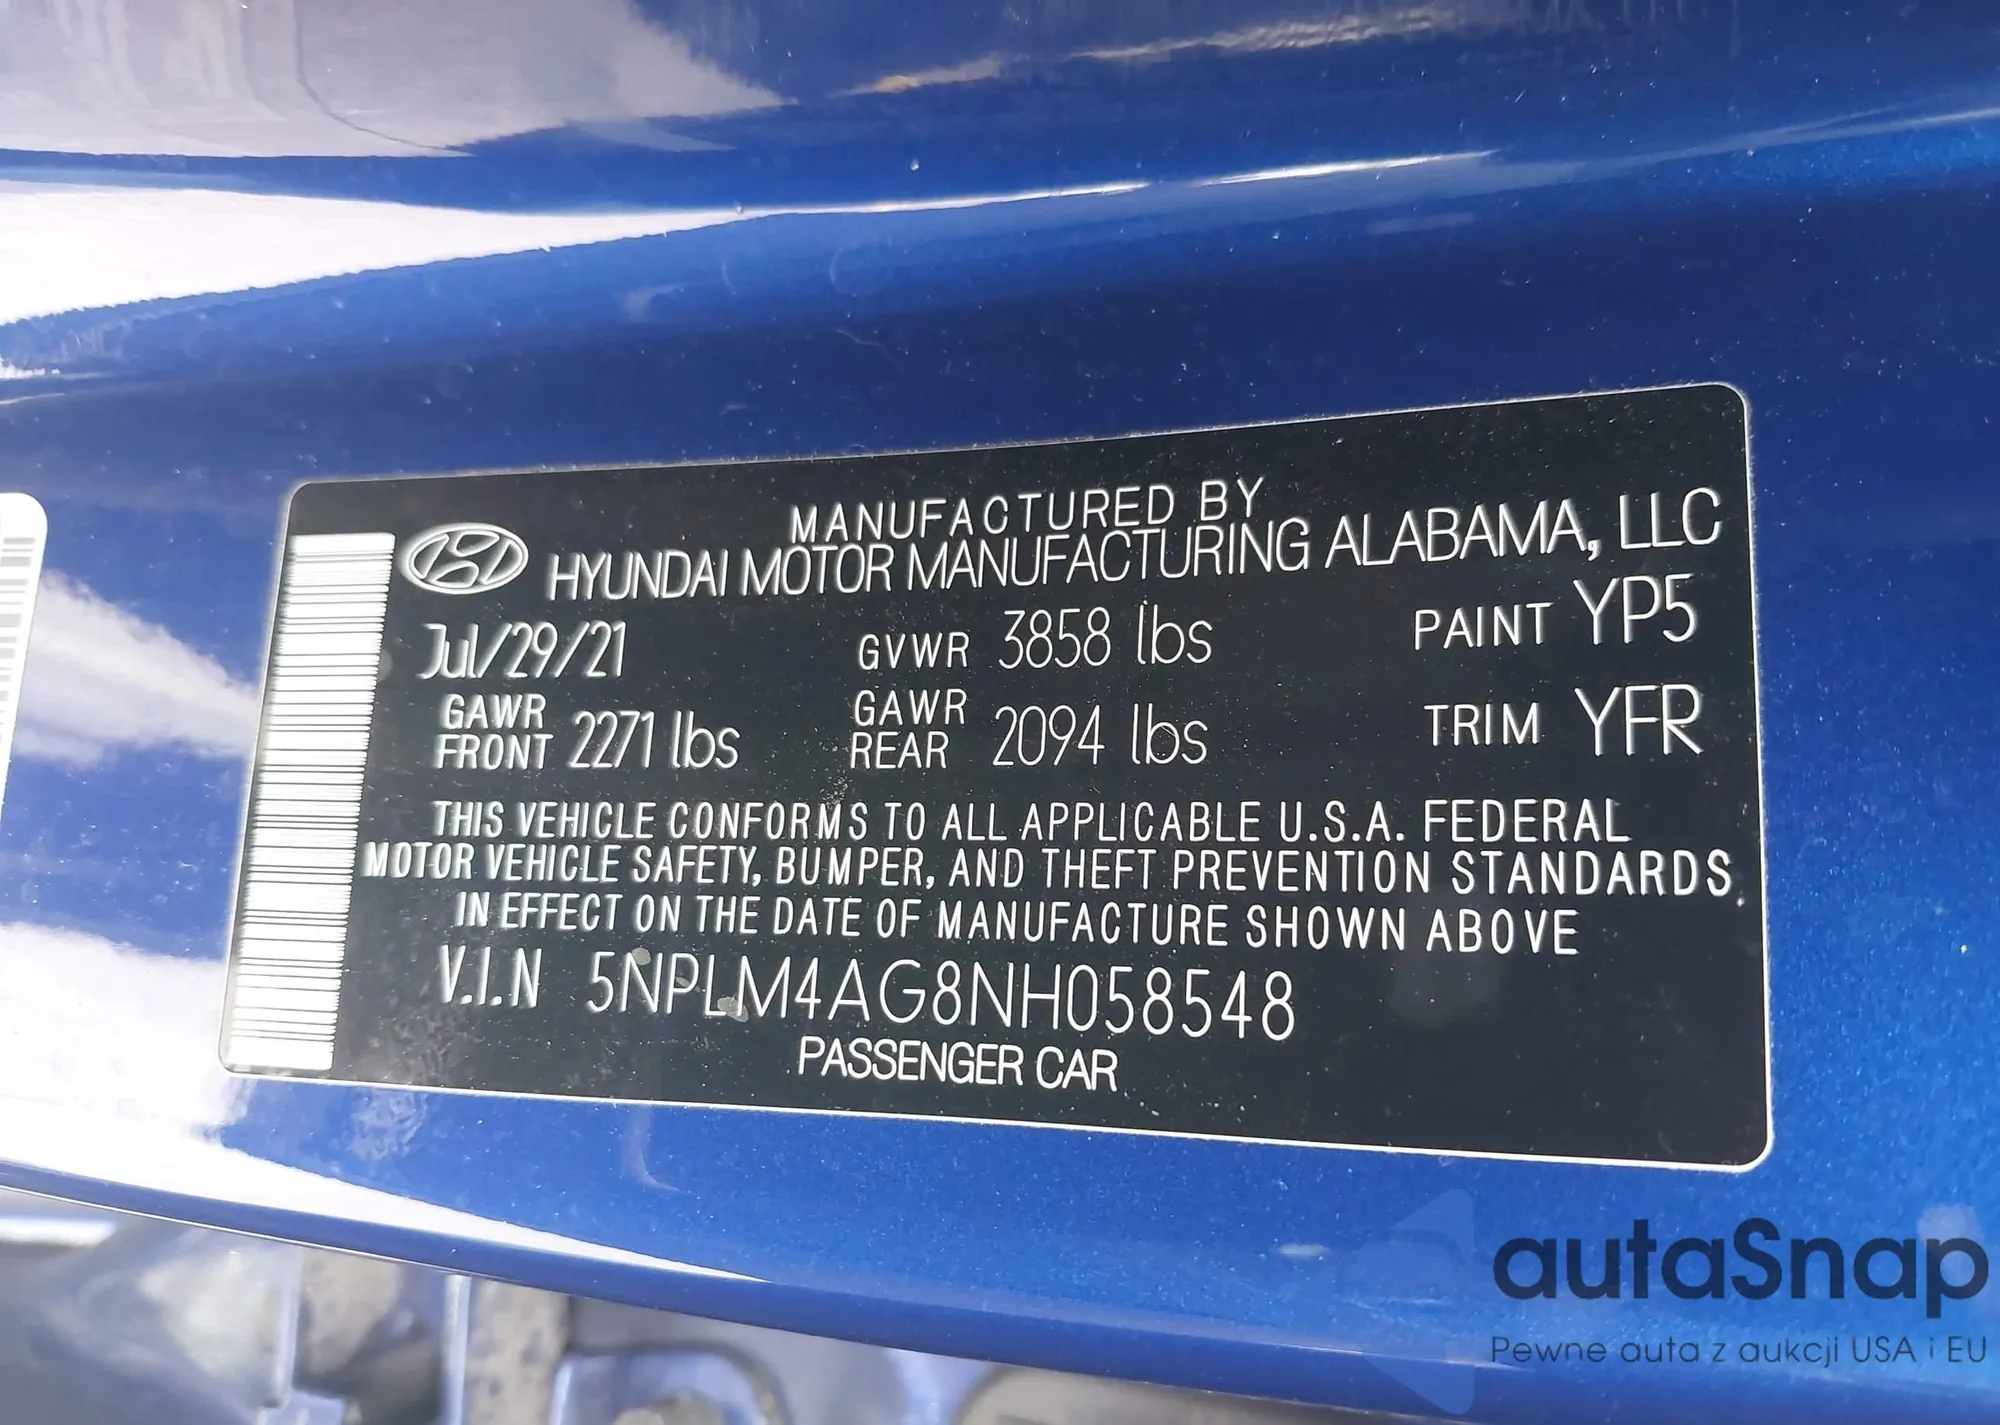 MANUFACTURED BY
HYUNDAI MOTOR MANUFACTURING ALABAMA, LLC
Jul/29/21 GVWR 3858 lbs PAINT YP5
GAWR FRONT 2271 lbs GAWR REAR 2094 lbs TRIM YFR
THIS VEHICLE CONFORMS TO ALL APPLICABLE U.S.A. FEDERAL
MOTOR VEHICLE SAFETY, BUMPER, AND THEFT PREVENTION STANDARDS
IN EFFECT ON THE DATE OF MANUFACTURE SHOWN ABOVE
V.I.N 5NPLM4AG8NH058548
PASSENGER CAR
autaSnap
Pewne auta z aukcji USA i EU